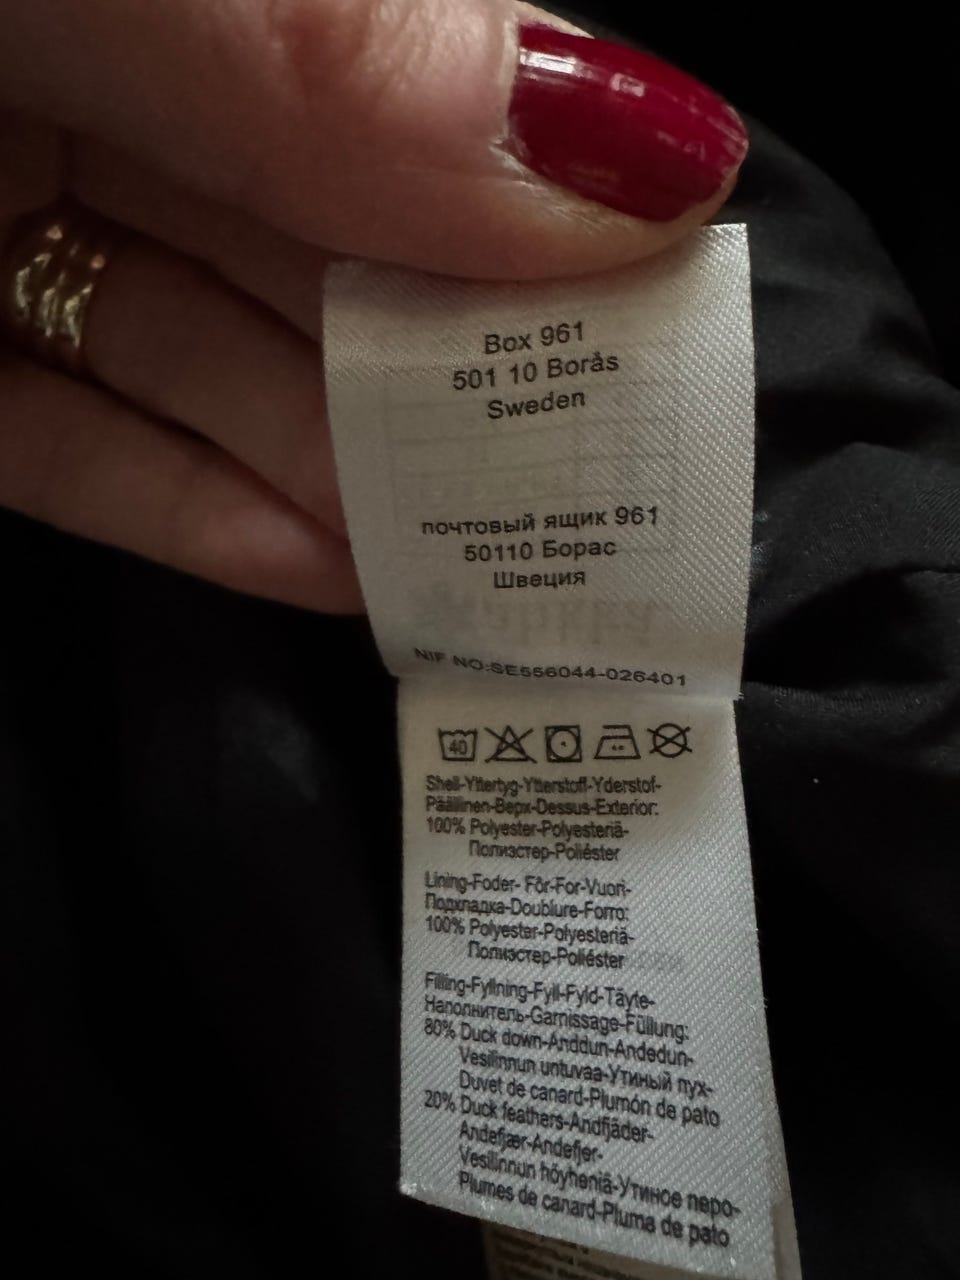 Box 961
501 10 Borås
Sweden
почтовый ящик 961
50110 Борас
Швеция
NIF NO:SE556044-026401
40
Shell-Yttertyg-Ytterstoff-Yderstof-
Päällinen-Верх-Dessus-Exterior:
100% Polyester-Polyesteriä-
Полиэстер-Poliéster
Lining-Foder- Fôr-For-Vuori-
Подкладка-Doublure-Forro:
100% Polyester-Polyesteriä-
Полиэстер-Poliéster
Filling-Fyllning-Fyll-Fyld-Täyte-
Наполнитель-Garnissage-Füllung:
80% Duck down-Anddun-Andedun-
Vesilinnun untuvaa-Утиный пух-
Duvet de canard-Plumón de pato
20% Duck feathers-Andfjäder-
Andefjær-Andefjer-
Vesilinnun höyheniä-Утиное перо-
Plumes de canard-Pluma de pato